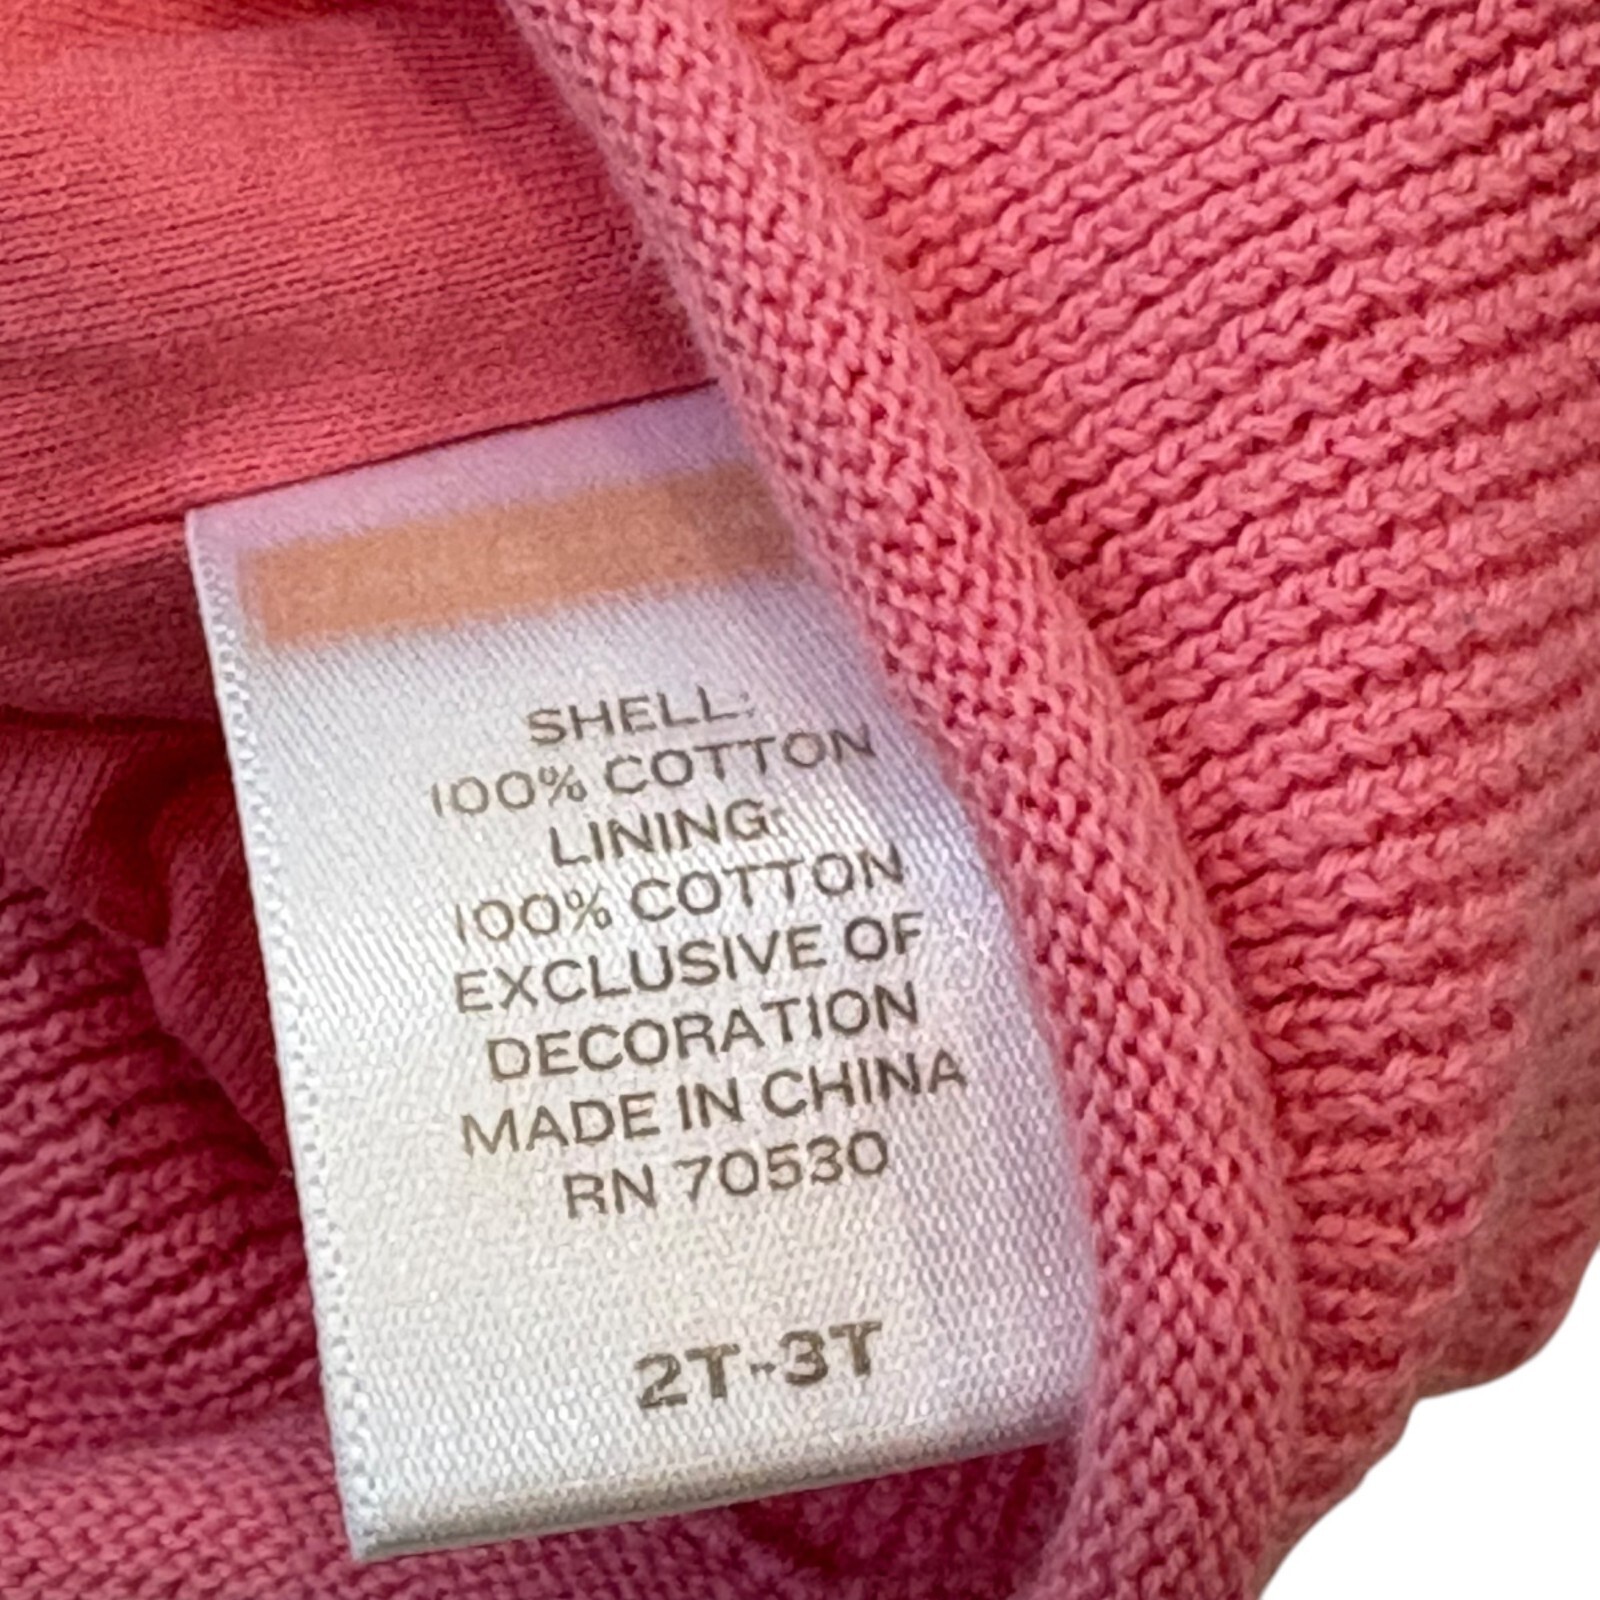 SHELL:
100% COTTON
LINING:
100% COTTON
EXCLUSIVE OF
DECORATION
MADE IN CHINA
RN 70530
2T-3T